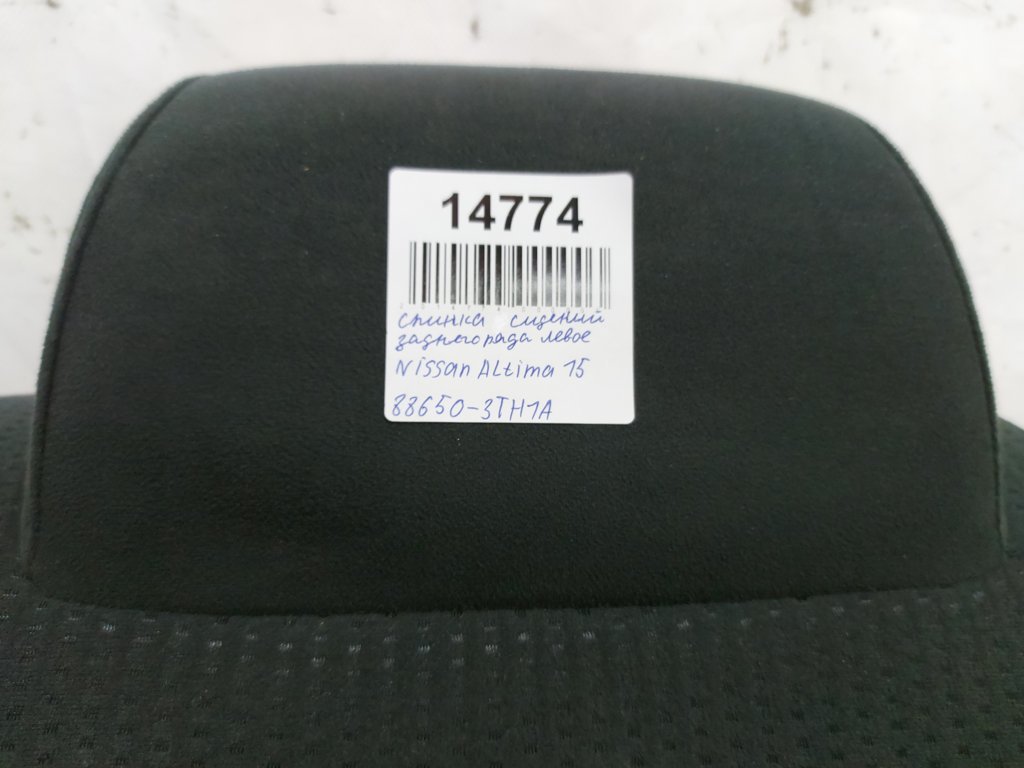 14774
спинка сидений
заднего ряда левое
Nissan Altima 15
88650-3TH1A